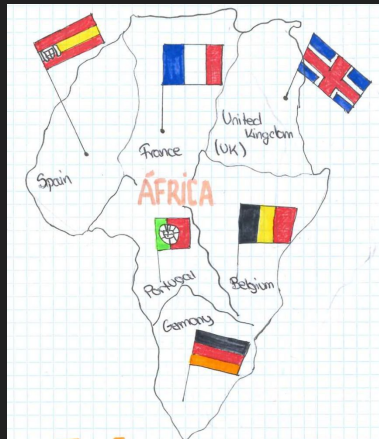 United
Kingdom
(UK)
France
Spain
ÁFRICA
Portugal
Belgium
Germany